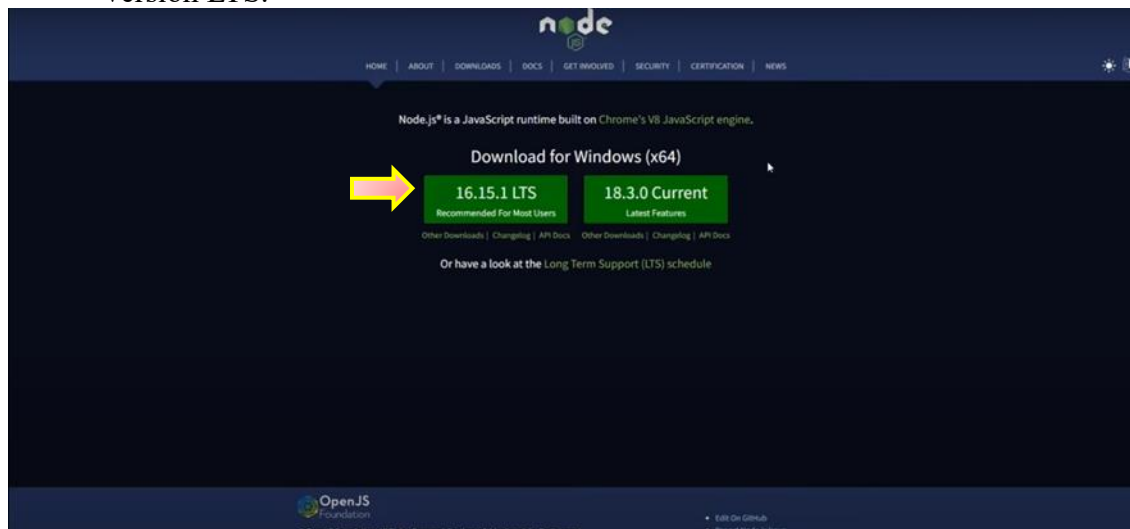 version LTS.
node
JS
HOME | ABOUT | DOWNLOADS | DOCS | GET INVOLVED | SECURITY | CERTIFICATION | NEWS
Node.js® is a JavaScript runtime built on Chrome's V8 JavaScript engine.
Download for Windows (x64)
16.15.1 LTS
Recommended For Most Users
18.3.0 Current
Latest Features
Other Downloads | Changelog | API Docs
Other Downloads | Changelog | API Docs
Or have a look at the Long Term Support (LTS) schedule
OpenJS
Foundation
Edit On GitHub